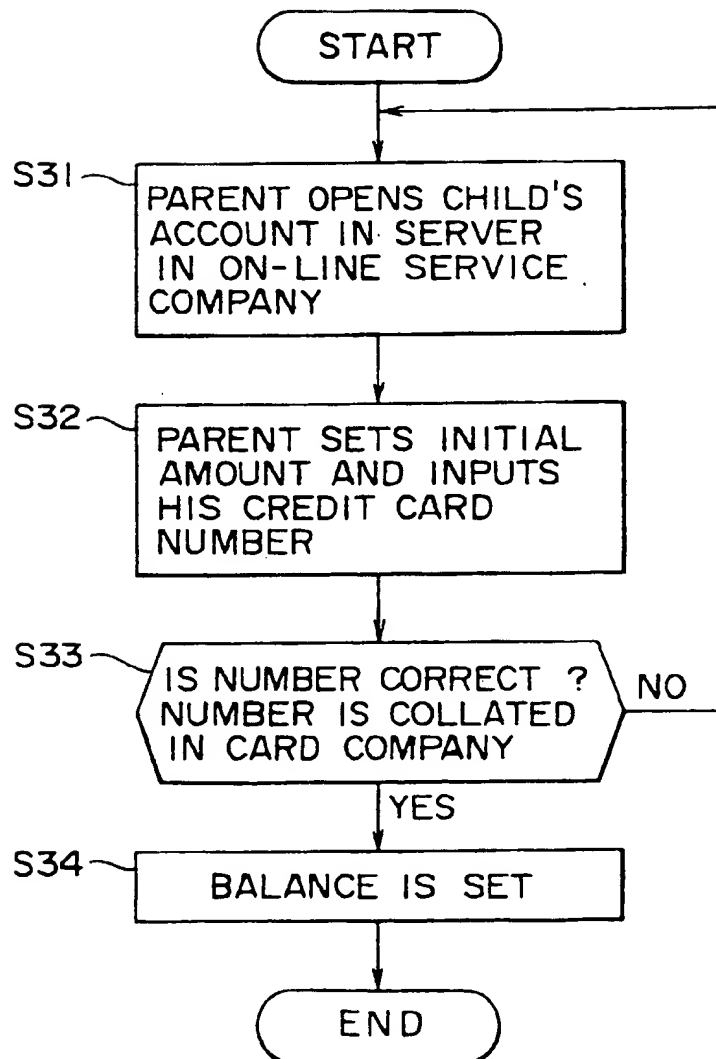 START
S31
PARENT OPENS CHILD'S
ACCOUNT IN SERVER
IN ON-LINE SERVICE
COMPANY
S32
PARENT SETS INITIAL
AMOUNT AND INPUTS
HIS CREDIT CARD
NUMBER
S33
IS NUMBER CORRECT ?
NUMBER IS COLLATED
IN CARD COMPANY
NO
YES
S34
BALANCE IS SET
END